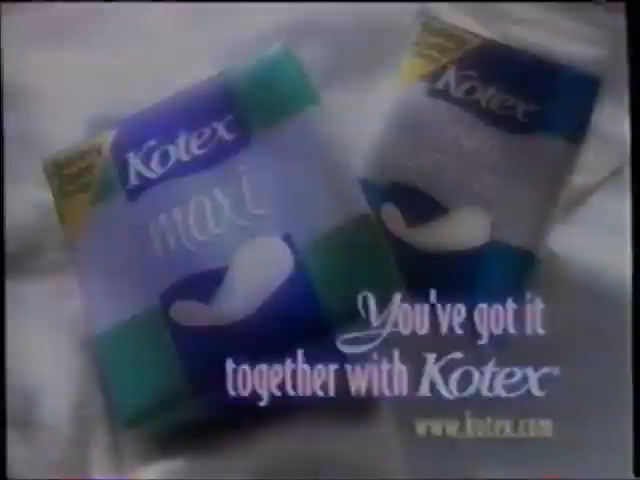 Kotex
maxi
Kotex
You've got it
together with Kotex
www.kotex.com